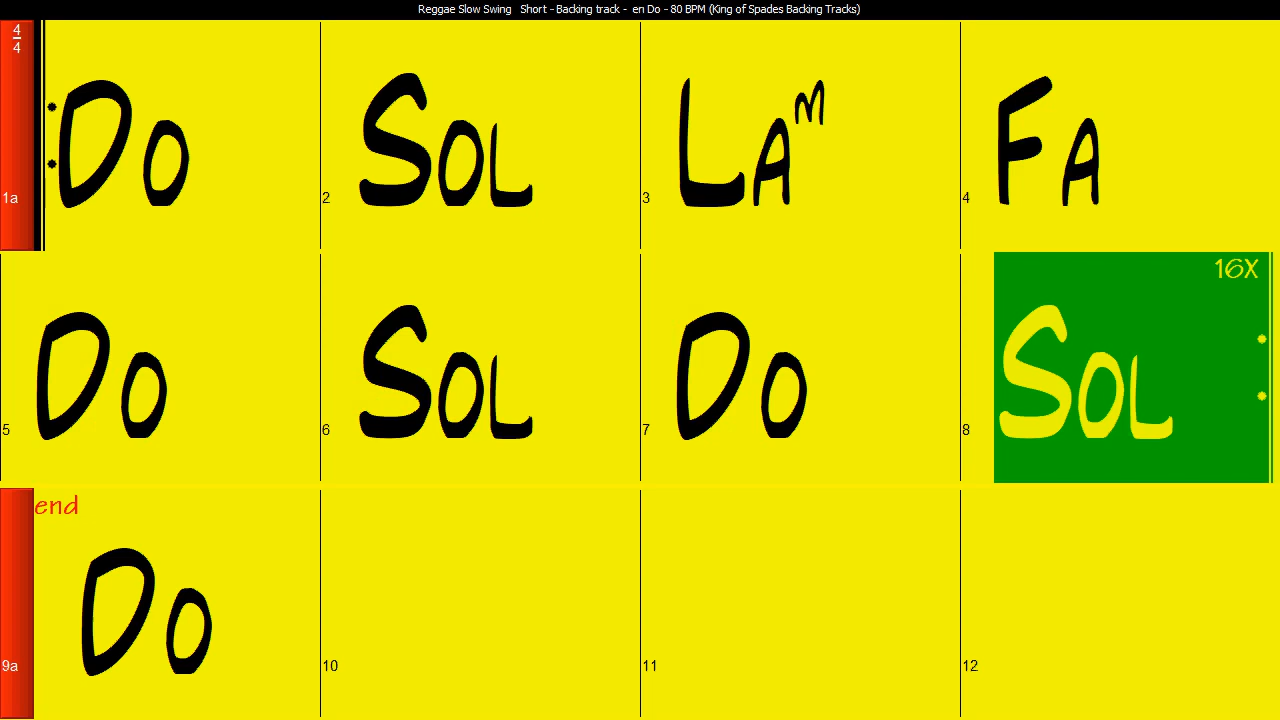 Reggae Slow Swing Short - Backing track - en Do - 80 BPM (King of Spades Backing Tracks)
4
4
1a Do 2 Sol 3 Lam 4 Fa
16X
5 Do 6 Sol 7 Do 8 Sol
end
9a Do 10 11 12